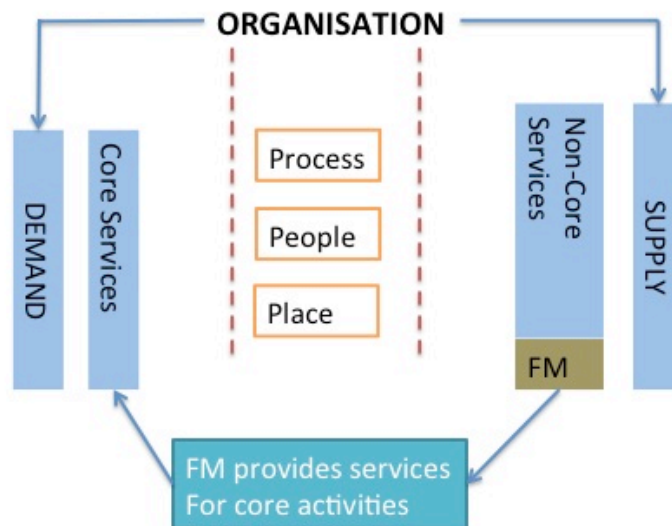 ORGANISATION
DEMAND
Core Services
Process
People
Place
Non-Core
Services
FM
SUPPLY
FM provides services
For core activities